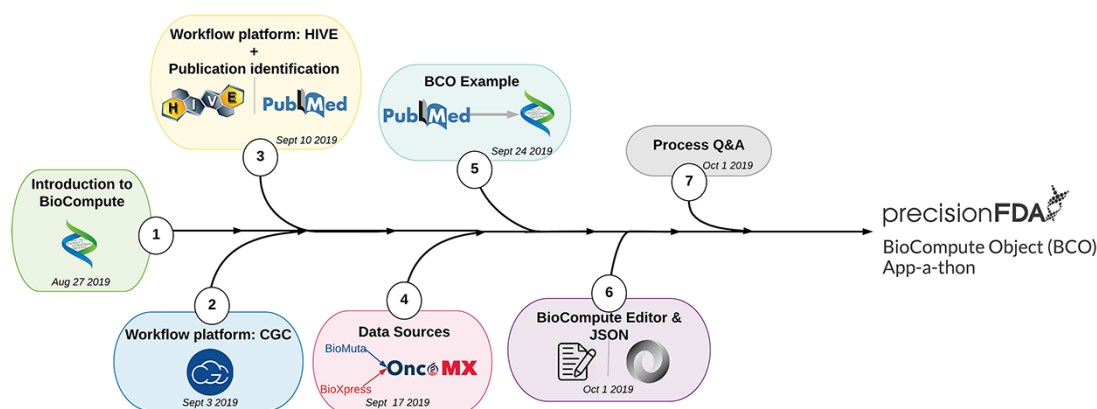 Introduction to
BioCompute
Aug 27 2019
1
Workflow platform: CGC
Sept 3 2019
2
Workflow platform: HIVE
+
Publication identification
HIVE
PubMed
Sept 10 2019
3
Data Sources
BioMuta
BioXpress
OncoMX
Sept 17 2019
4
BCO Example
PubMed
Sept 24 2019
5
BioCompute Editor &
JSON
Oct 1 2019
6
Process Q&A
Oct 1 2019
7
precisionFDA
BioCompute Object (BCO)
App-a-thon